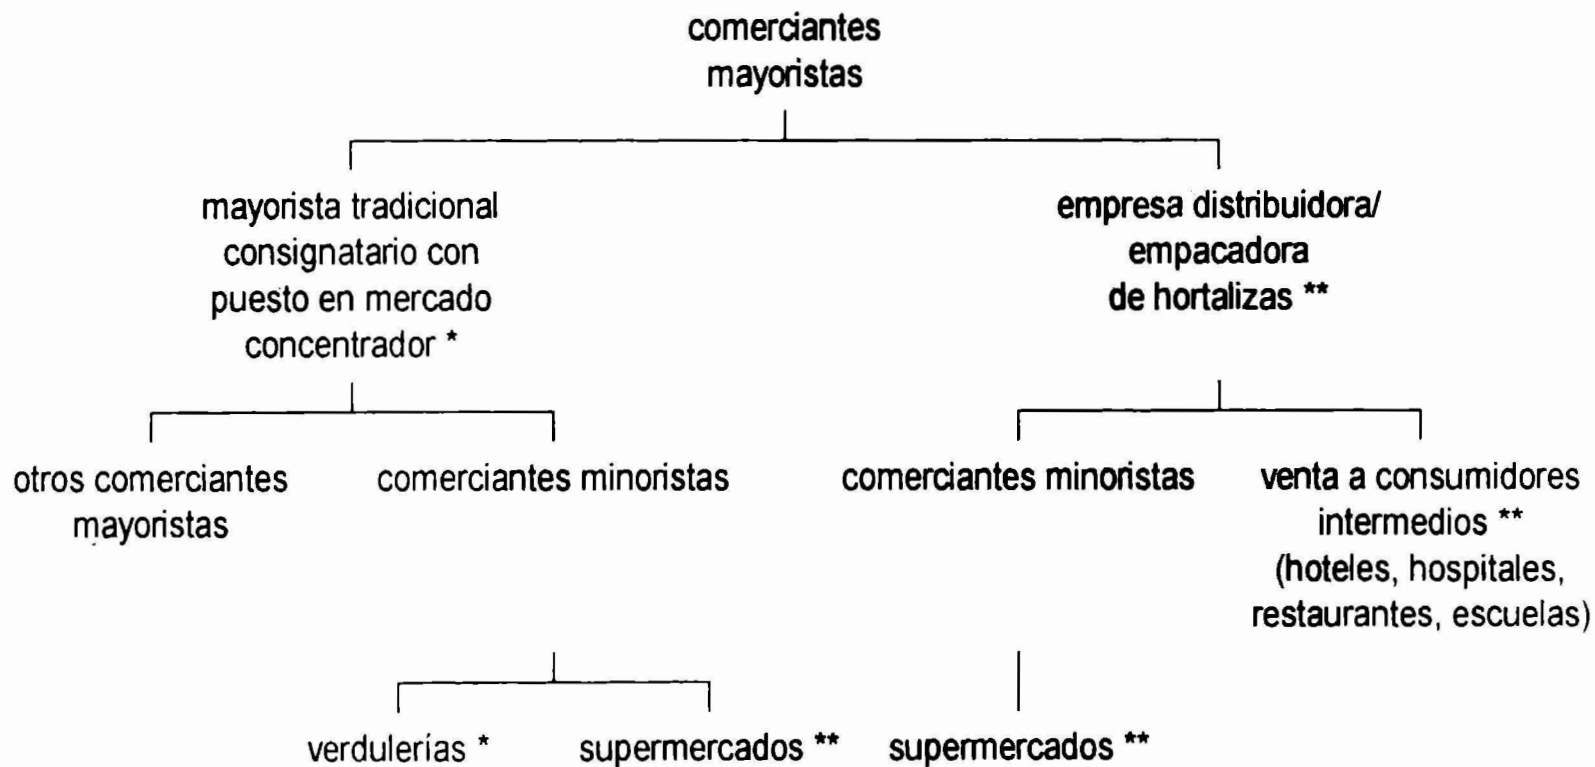 comerciantes
mayoristas
mayorista tradicional
consignatario con
puesto en mercado
concentrador *
empresa distribuidora/
empacadora
de hortalizas **
otros comerciantes
mayoristas
comerciantes minoristas
comerciantes minoristas
venta a consumidores
intermedios **
(hoteles, hospitales,
restaurantes, escuelas)
verdulerías *
supermercados **
supermercados **